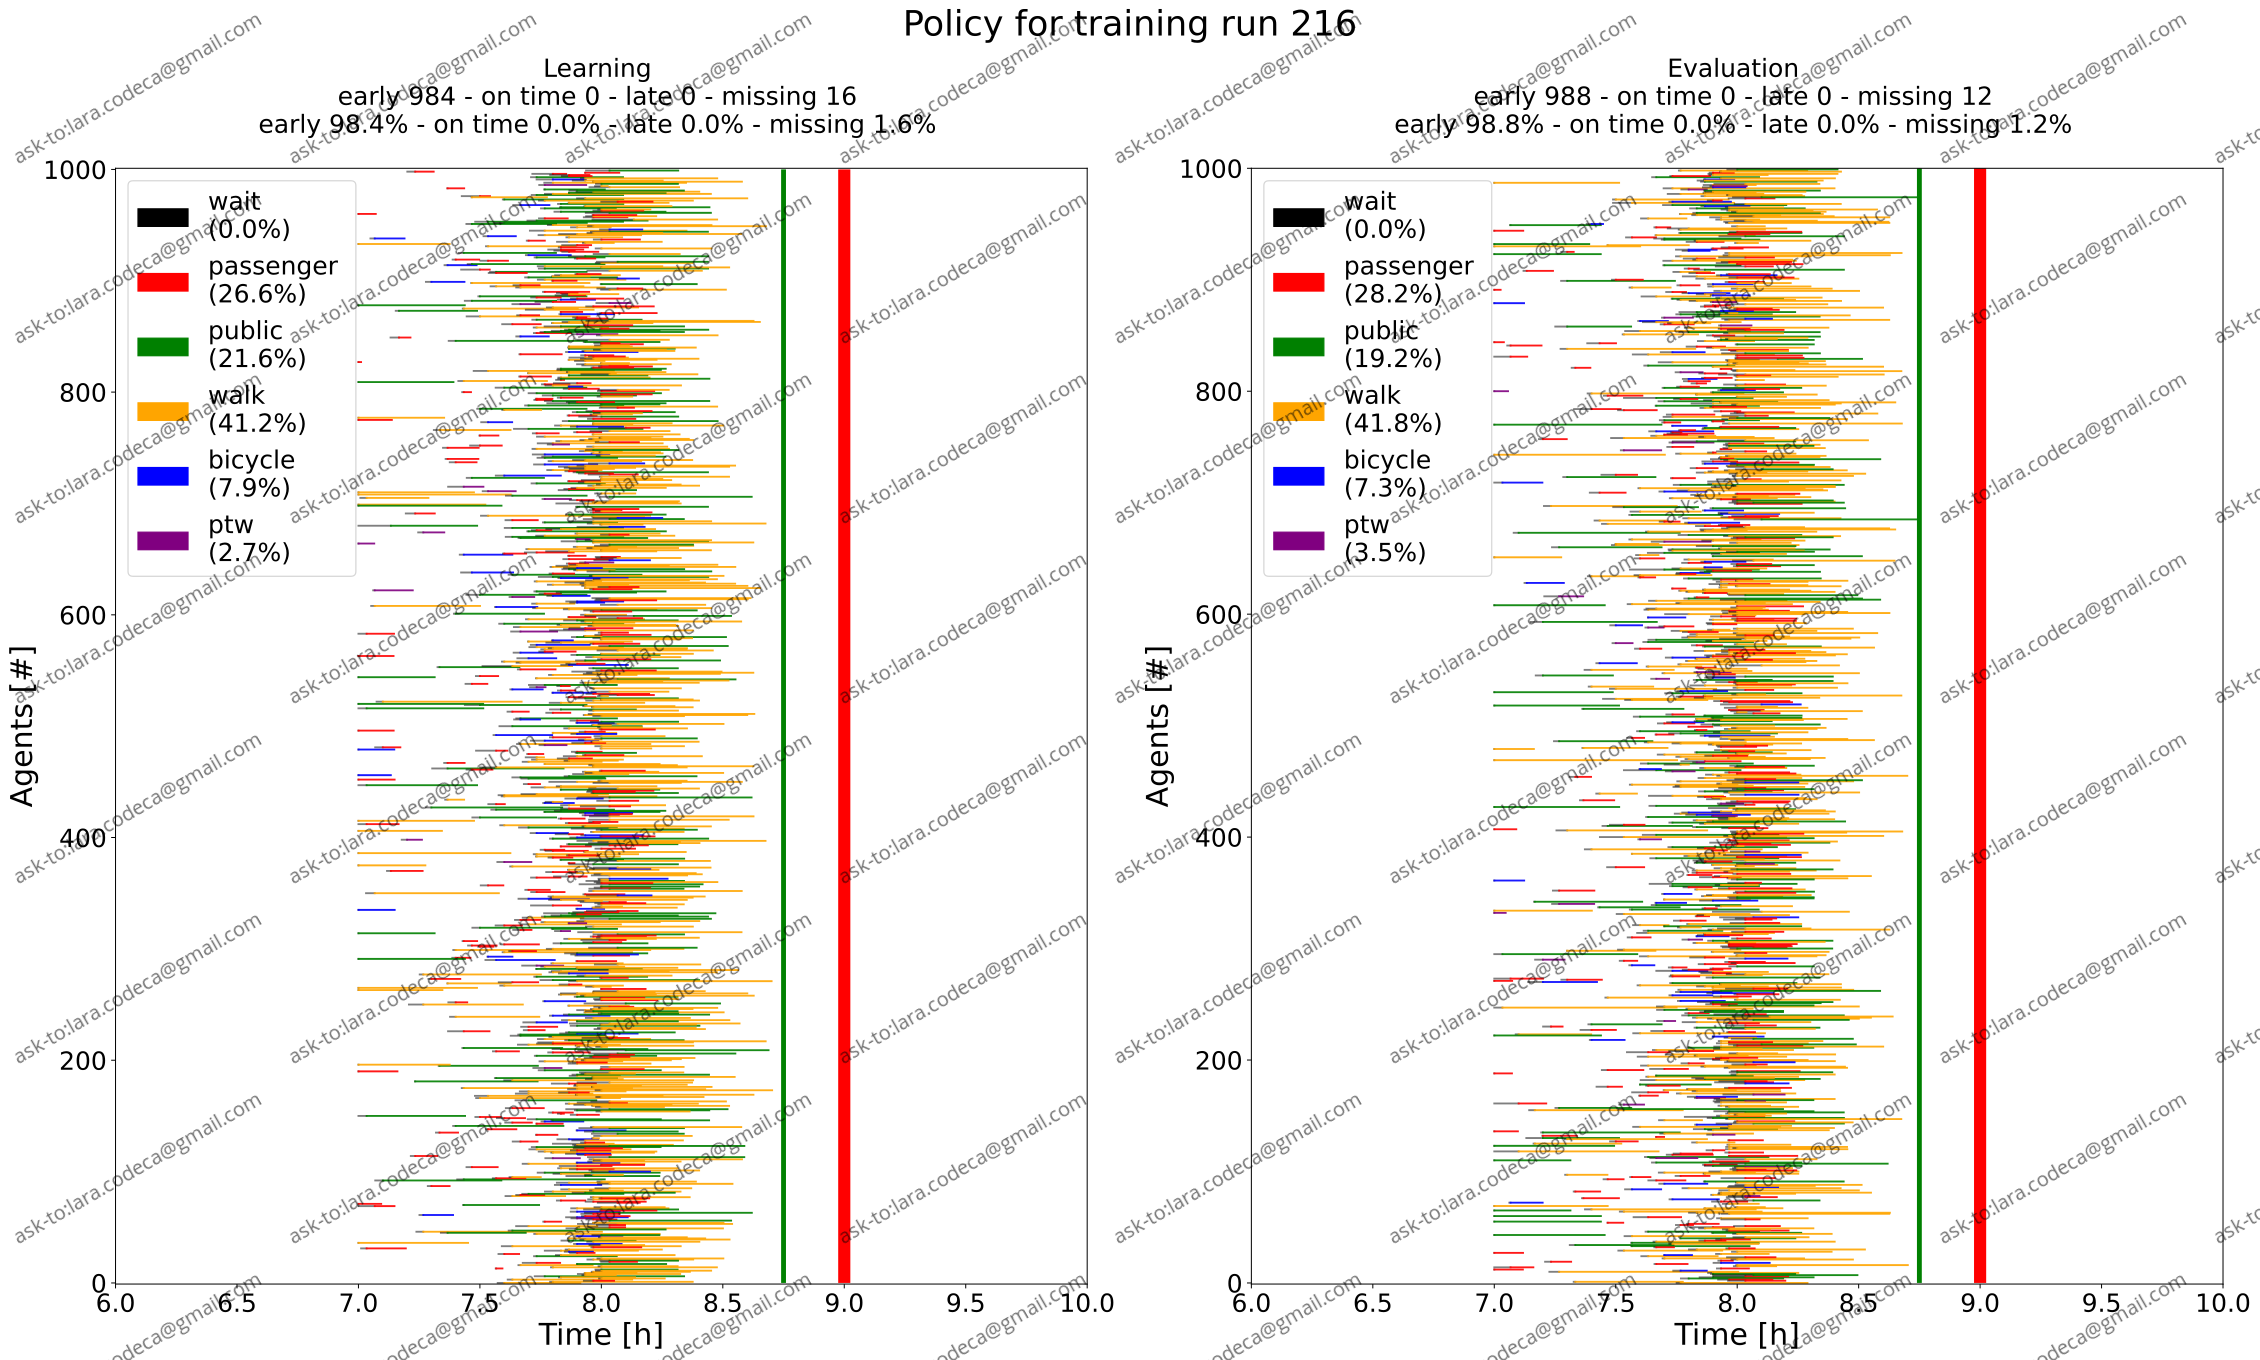 Policy for training run 216
Learning
early 984 - on time 0 - late 0 - missing 16
early 98.4% - on time 0.0% - late 0.0% - missing 1.6%
wait
(0.0%)
passenger
(26.6%)
public
(21.6%)
walk
(41.2%)
bicycle
(7.9%)
ptw
(2.7%)
1000
800
600
400
200
0
Agents [#]
6.0 6.5 7.0 7.5 8.0 8.5 9.0 9.5 10.0
Time [h]
Evaluation
early 988 - on time 0 - late 0 - missing 12
early 98.8% - on time 0.0% - late 0.0% - missing 1.2%
wait
(0.0%)
passenger
(28.2%)
public
(19.2%)
walk
(41.8%)
bicycle
(7.3%)
ptw
(3.5%)
1000
800
600
400
200
0
Agents [#]
6.0 6.5 7.0 7.5 8.0 8.5 9.0 9.5 10.0
Time [h]
ask-to:lara.codeca@gmail.com